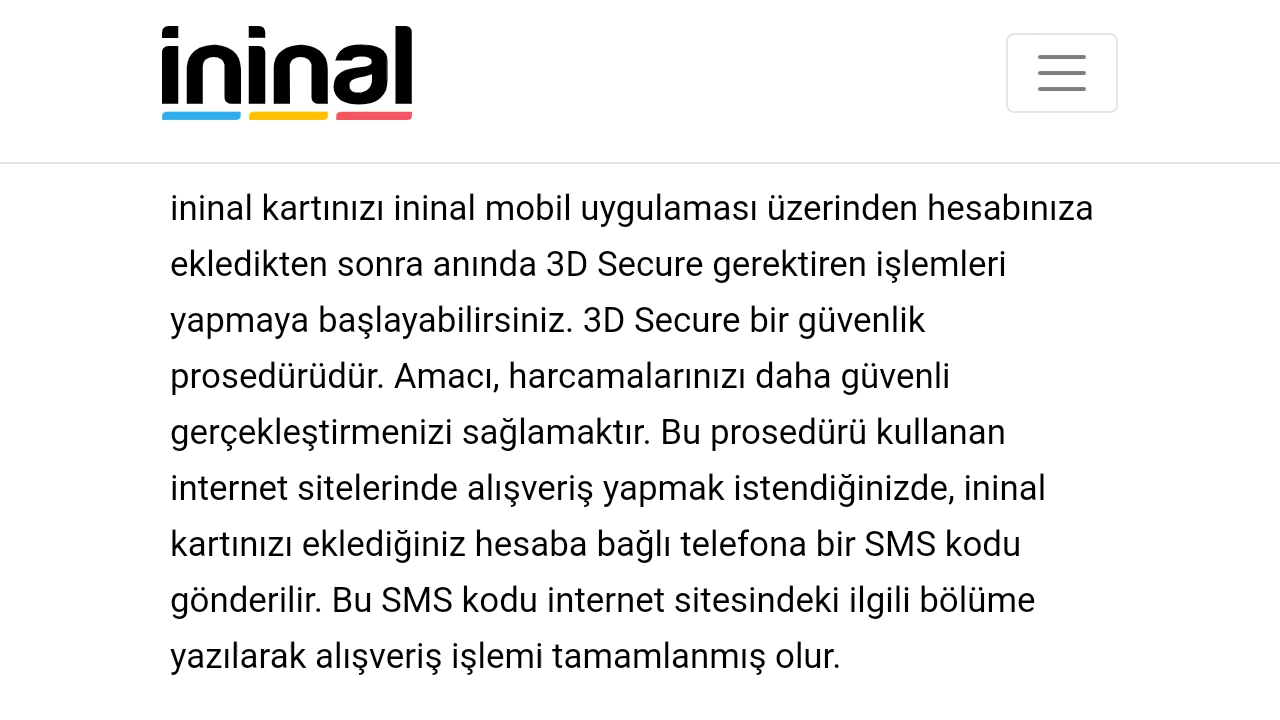 ininal
ininal kartınızı ininal mobil uygulaması üzerinden hesabınıza
ekledikten sonra anında 3D Secure gerektiren işlemleri
yapmaya başlayabilirsiniz. 3D Secure bir güvenlik
prosedürüdür. Amacı, harcamalarınızı daha güvenli
gerçekleştirmenizi sağlamaktır. Bu prosedürü kullanan
internet sitelerinde alışveriş yapmak istendiğinizde, ininal
kartınızı eklediğiniz hesaba bağlı telefona bir SMS kodu
gönderilir. Bu SMS kodu internet sitesindeki ilgili bölüme
yazılarak alışveriş işlemi tamamlanmış olur.